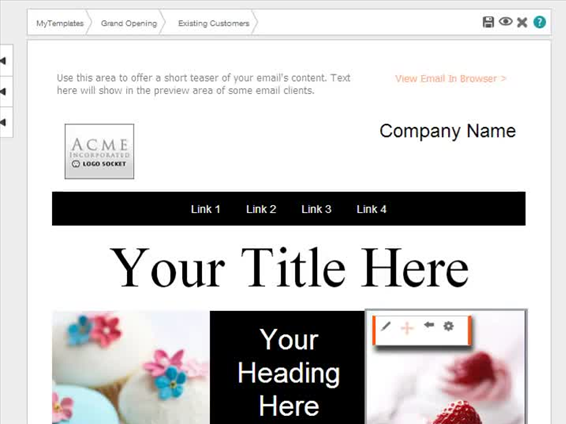 MyTemplates Grand Opening Existing Customers ?
Use this area to offer a short teaser of your email's content. Text
here will show in the preview area of some email clients.
View Email In Browser >
ACME
INCORPORATED
LOGO SOCKET
Company Name
Link 1 Link 2 Link 3 Link 4
Your Title Here
Your
Heading
Here